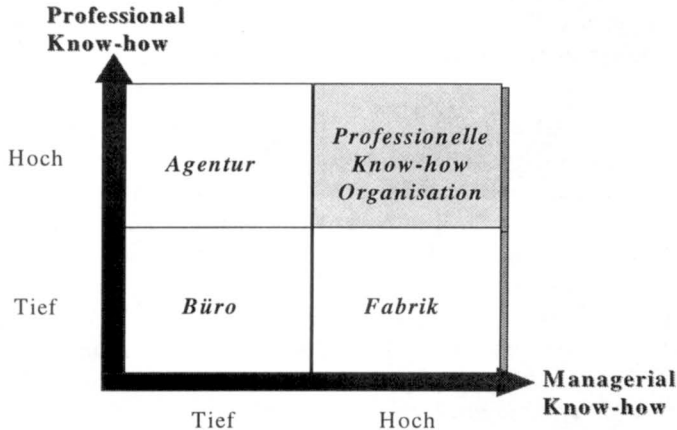 Professional
Know-how
Hoch
Agentur
Professionelle
Know-how
Organisation
Tief
Büro
Fabrik
Managerial
Know-how
Tief
Hoch